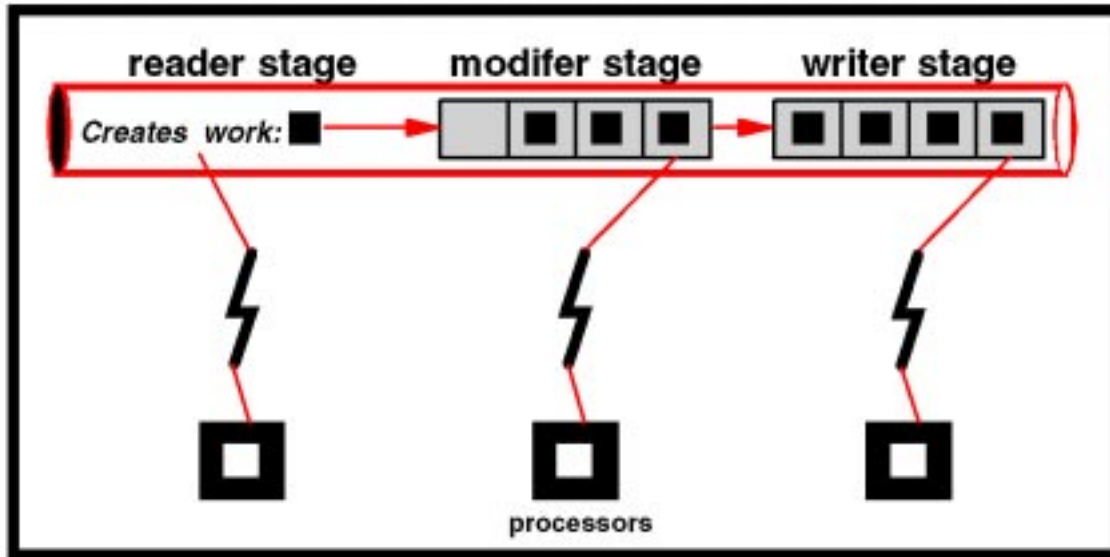 reader stage
modifer stage
writer stage
Creates work:
processors